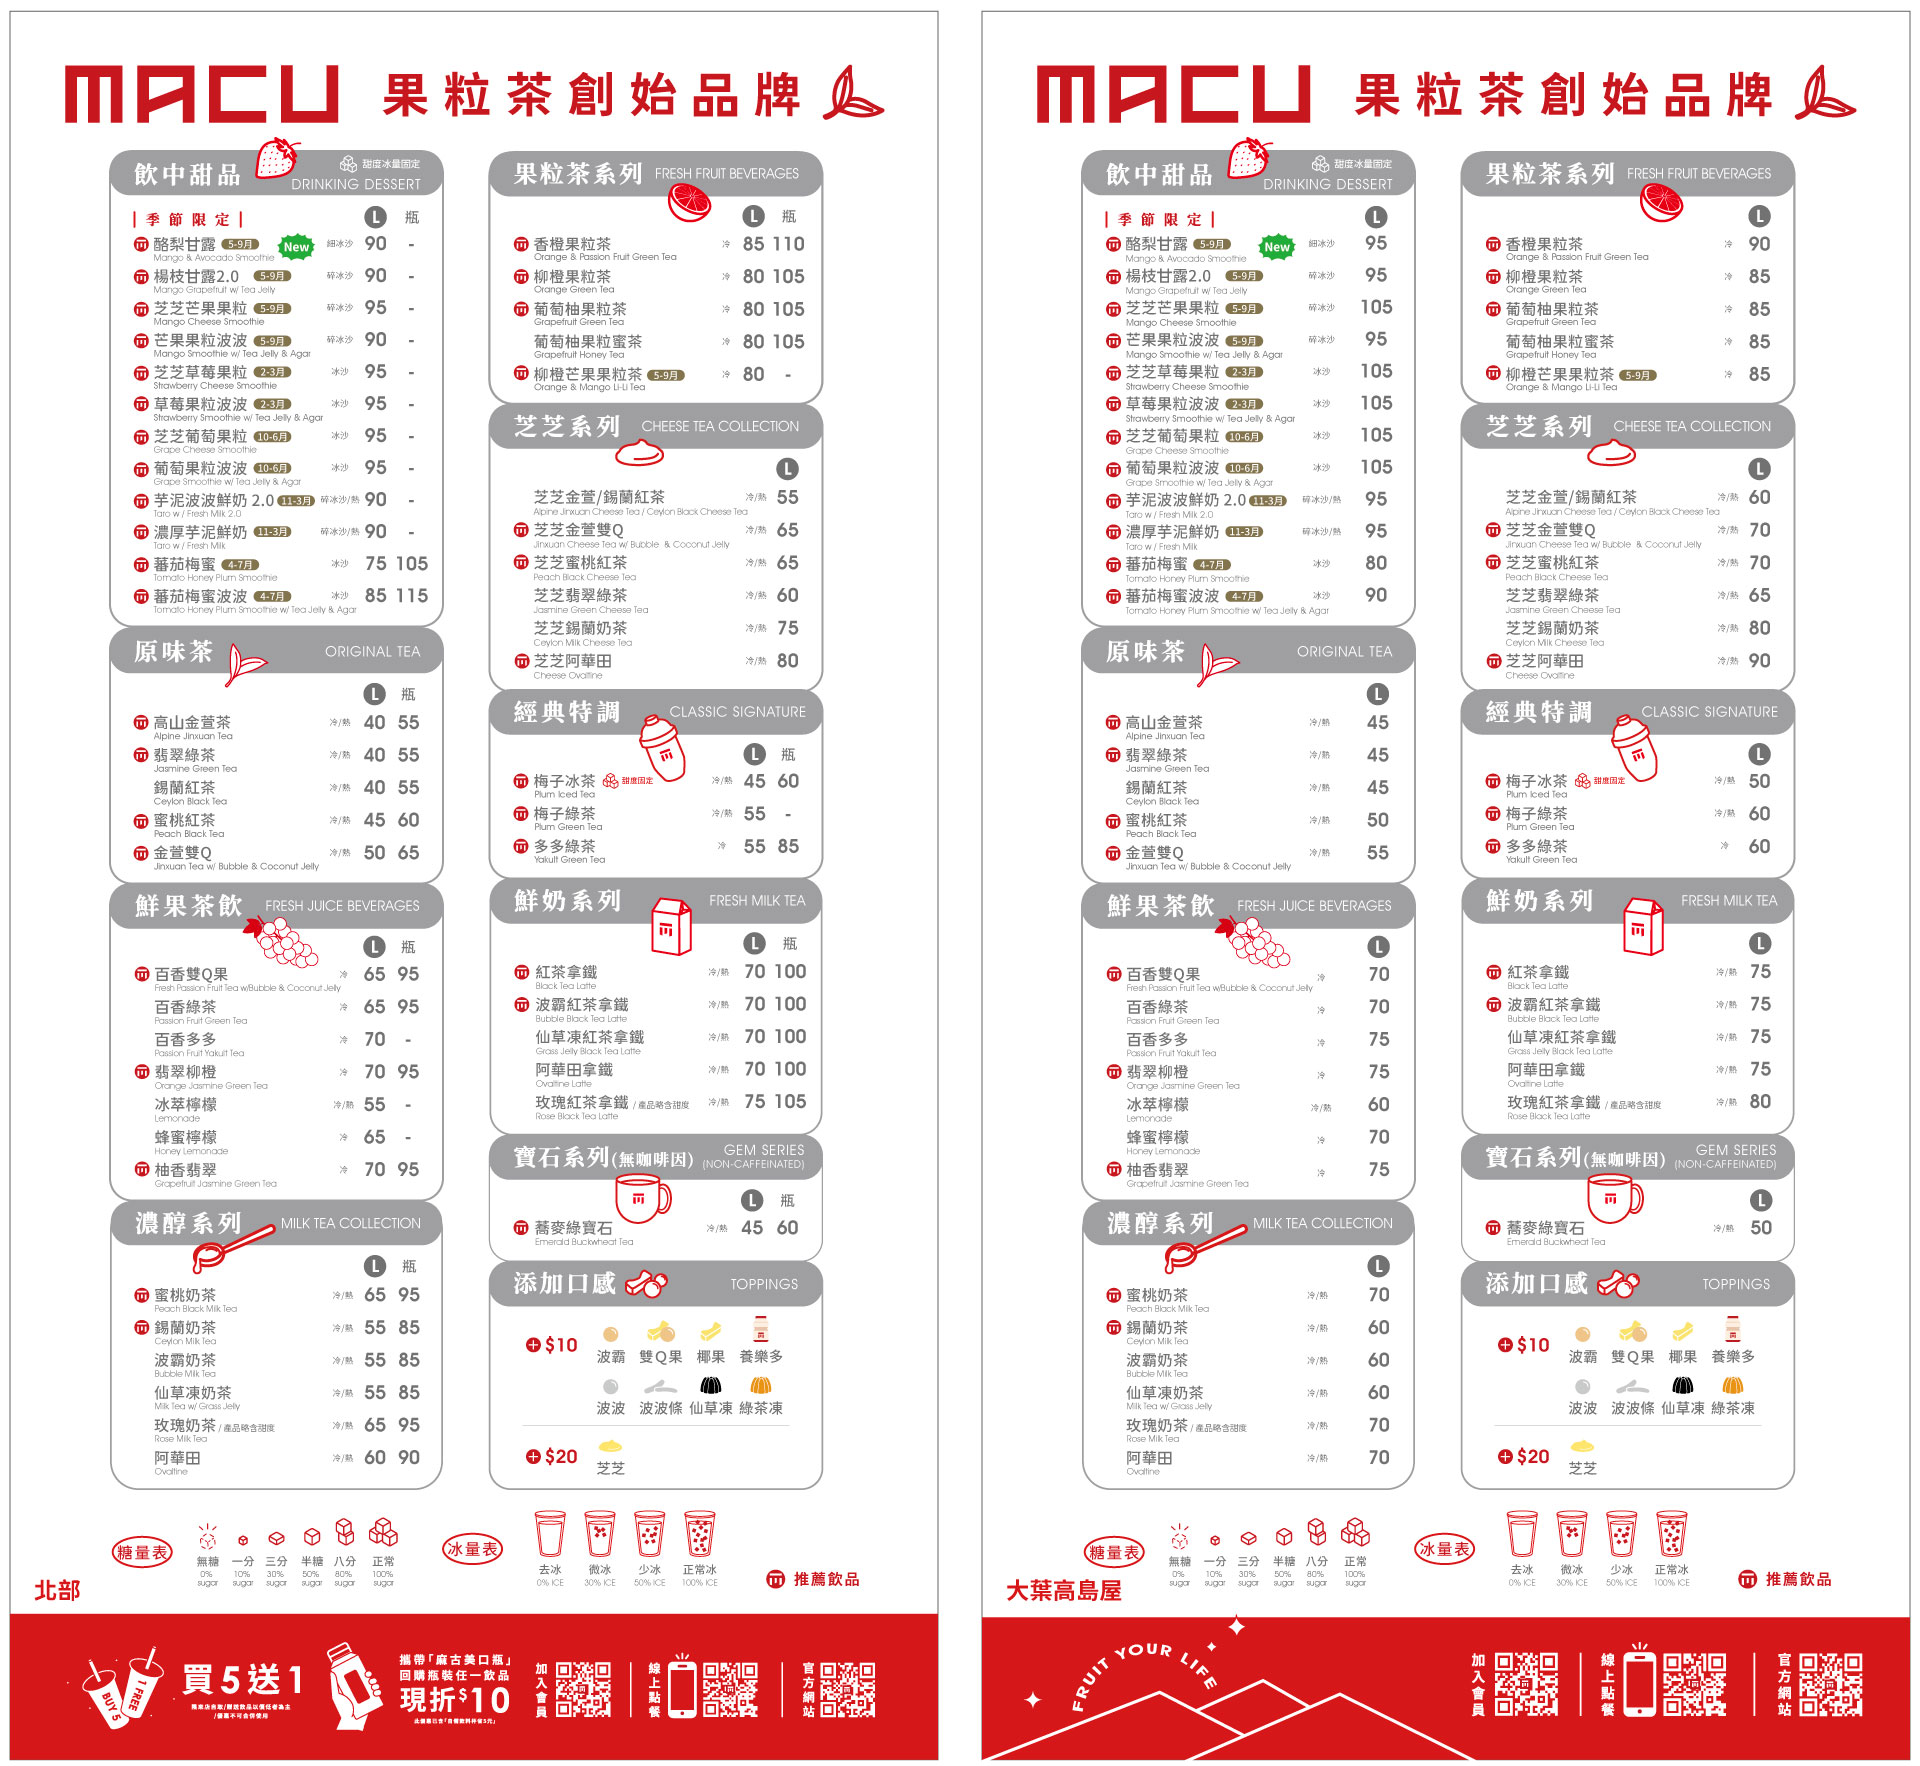 MACU 果粒茶創始品牌
飲中甜品 甜度冰量固定
DRINKING DESSERT
季節限定 L 瓶
酪梨甘露 5-9月 New 細冰沙 90 -
Mango & Avocado Smoothie
楊枝甘露2.0 5-9月 碎冰沙 90 -
Mango Grapefruit w/ Tea Jelly
芝芝芒果果粒 5-9月 碎冰沙 95 -
Mango Cheese Smoothie
芒果果粒波波 5-9月 碎冰沙 90 -
Mango Smoothie w/ Tea Jelly & Agar
芝芝草莓果粒 2-3月 冰沙 95 -
Strawberry Cheese Smoothie
草莓果粒波波 2-3月 冰沙 95 -
Strawberry Smoothie w/ Tea Jelly & Agar
芝芝葡萄果粒 10-6月 冰沙 95 -
Grape Cheese Smoothie
葡萄果粒波波 10-6月 冰沙 95 -
Grape Smoothie w/ Tea Jelly & Agar
芋泥波波鮮奶 2.0 11-3月 碎冰沙/熱 90 -
Taro w / Fresh Milk 2.0
濃厚芋泥鮮奶 11-3月 碎冰沙/熱 90 -
Taro w / Fresh Milk
蕃茄梅蜜 4-7月 冰沙 75 105
Tomato Honey Plum Smoothie
蕃茄梅蜜波波 4-7月 冰沙 85 115
Tomato Honey Plum Smoothie w/ Tea Jelly & Agar
原味茶 ORIGINAL TEA
L 瓶
高山金萱茶 冷/熱 40 55
Alpine Jinxuan Tea
翡翠綠茶 冷/熱 40 55
Jasmine Green Tea
錫蘭紅茶 冷/熱 40 55
Ceylon Black Tea
蜜桃紅茶 冷/熱 45 60
Peach Black Tea
金萱雙Q 冷/熱 50 65
Jinxuan Tea w/ Bubble & Coconut Jelly
鮮果茶飲 FRESH JUICE BEVERAGES
L 瓶
百香雙Q果 冷 65 95
Fresh Passion Fruit Tea w/Bubble & Coconut Jelly
百香綠茶 冷 65 95
Passion Fruit Green Tea
百香多多 冷 70 -
Passion Fruit Yakult Tea
翡翠柳橙 冷 70 95
Orange Jasmine Green Tea
冰萃檸檬 冷/熱 55 -
Lemonade
蜂蜜檸檬 冷 65 -
Honey Lemonade
柚香翡翠 冷 70 95
Grapefruit Jasmine Green Tea
濃醇系列 MILK TEA COLLECTION
L 瓶
蜜桃奶茶 冷/熱 65 95
Peach Black Milk Tea
錫蘭奶茶 冷/熱 55 85
Ceylon Milk Tea
波霸奶茶 冷/熱 55 85
Bubble Milk Tea
仙草凍奶茶 冷/熱 55 85
Milk Tea w/ Grass Jelly
玫瑰奶茶 / 產品略含甜度 冷/熱 65 95
Rose Milk Tea
阿華田 冷/熱 60 90
Ovaltine
果粒茶系列 FRESH FRUIT BEVERAGES
L 瓶
香橙果粒茶 冷 85 110
Orange & Passion Fruit Green Tea
柳橙果粒茶 冷 80 105
Orange Green Tea
葡萄柚果粒茶 冷 80 105
Grapefruit Green Tea
葡萄柚果粒蜜茶 冷 80 105
Grapefruit Honey Tea
柳橙芒果果粒茶 5-9月 冷 80 -
Orange & Mango Li-Li Tea
芝芝系列 CHEESE TEA COLLECTION
L
芝芝金萱/錫蘭紅茶 冷/熱 55
Alpine Jinxuan Cheese Tea / Ceylon Black Cheese Tea
芝芝金萱雙Q 冷/熱 65
Jinxuan Cheese Tea w/ Bubble & Coconut Jelly
芝芝蜜桃紅茶 冷/熱 65
Peach Black Cheese Tea
芝芝翡翠綠茶 冷/熱 60
Jasmine Green Cheese Tea
芝芝錫蘭奶茶 冷/熱 75
Ceylon Milk Cheese Tea
芝芝阿華田 冷/熱 80
Cheese Ovaltine
經典特調 CLASSIC SIGNATURE
L 瓶
梅子冰茶 甜度固定 冷/熱 45 60
Plum Iced Tea
梅子綠茶 冷/熱 55 -
Plum Green Tea
多多綠茶 冷 55 85
Yakult Green Tea
鮮奶系列 FRESH MILK TEA
L 瓶
紅茶拿鐵 冷/熱 70 100
Black Tea Latte
波霸紅茶拿鐵 冷/熱 70 100
Bubble Black Tea Latte
仙草凍紅茶拿鐵 冷/熱 70 100
Grass Jelly Black Tea Latte
阿華田拿鐵 冷/熱 70 100
Ovaltine Latte
玫瑰紅茶拿鐵 / 產品略含甜度 冷/熱 75 105
Rose Black Tea Latte
寶石系列(無咖啡因) GEM SERIES
(NON-CAFFEINATED)
L 瓶
蕎麥綠寶石 冷/熱 45 60
Emerald Buckwheat Tea
添加口感 TOPPINGS
+ $10 波霸 雙Q果 椰果 養樂多
波波 波波條 仙草凍 綠茶凍
+ $20 芝芝
糖量表 無糖 一分 三分 半糖 八分 正常
0% 10% 30% 50% 80% 100%
sugar sugar sugar sugar sugar sugar
冰量表 去冰 微冰 少冰 正常冰
0% ICE 30% ICE 50% ICE 100% ICE
北部 推薦飲品
BUY 5 1 FREE
買5送1
/優惠不可合併使用
攜帶「麻古美口瓶」
回購瓶裝任一飲品
現折$10
加入會員
線上點餐
官方網站
MACU 果粒茶創始品牌
飲中甜品 甜度冰量固定
DRINKING DESSERT
季節限定 L
酪梨甘露 5-9月 New 細冰沙 95
Mango & Avocado Smoothie
楊枝甘露2.0 5-9月 碎冰沙 95
Mango Grapefruit w/ Tea Jelly
芝芝芒果果粒 5-9月 碎冰沙 105
Mango Cheese Smoothie
芒果果粒波波 5-9月 碎冰沙 95
Mango Smoothie w/ Tea Jelly & Agar
芝芝草莓果粒 2-3月 冰沙 105
Strawberry Cheese Smoothie
草莓果粒波波 2-3月 冰沙 105
Strawberry Smoothie w/ Tea Jelly & Agar
芝芝葡萄果粒 10-6月 冰沙 105
Grape Cheese Smoothie
葡萄果粒波波 10-6月 冰沙 105
Grape Smoothie w/ Tea Jelly & Agar
芋泥波波鮮奶 2.0 11-3月 碎冰沙/熱 95
Taro w / Fresh Milk 2.0
濃厚芋泥鮮奶 11-3月 碎冰沙/熱 95
Taro w / Fresh Milk
蕃茄梅蜜 4-7月 冰沙 80
Tomato Honey Plum Smoothie
蕃茄梅蜜波波 4-7月 冰沙 90
Tomato Honey Plum Smoothie w/ Tea Jelly & Agar
原味茶 ORIGINAL TEA
L
高山金萱茶 冷/熱 45
Alpine Jinxuan Tea
翡翠綠茶 冷/熱 45
Jasmine Green Tea
錫蘭紅茶 冷/熱 45
Ceylon Black Tea
蜜桃紅茶 冷/熱 50
Peach Black Tea
金萱雙Q 冷/熱 55
Jinxuan Tea w/ Bubble & Coconut Jelly
鮮果茶飲 FRESH JUICE BEVERAGES
L
百香雙Q果 冷 70
Fresh Passion Fruit Tea w/Bubble & Coconut Jelly
百香綠茶 冷 70
Passion Fruit Green Tea
百香多多 冷 75
Passion Fruit Yakult Tea
翡翠柳橙 冷 75
Orange Jasmine Green Tea
冰萃檸檬 冷/熱 60
Lemonade
蜂蜜檸檬 冷 70
Honey Lemonade
柚香翡翠 冷 75
Grapefruit Jasmine Green Tea
濃醇系列 MILK TEA COLLECTION
L
蜜桃奶茶 冷/熱 70
Peach Black Milk Tea
錫蘭奶茶 冷/熱 60
Ceylon Milk Tea
波霸奶茶 冷/熱 60
Bubble Milk Tea
仙草凍奶茶 冷/熱 60
Milk Tea w/ Grass Jelly
玫瑰奶茶 / 產品略含甜度 冷/熱 70
Rose Milk Tea
阿華田 冷/熱 70
Ovaltine
果粒茶系列 FRESH FRUIT BEVERAGES
L
香橙果粒茶 冷 90
Orange & Passion Fruit Green Tea
柳橙果粒茶 冷 85
Orange Green Tea
葡萄柚果粒茶 冷 85
Grapefruit Green Tea
葡萄柚果粒蜜茶 冷 85
Grapefruit Honey Tea
柳橙芒果果粒茶 5-9月 冷 85
Orange & Mango Li-Li Tea
芝芝系列 CHEESE TEA COLLECTION
L
芝芝金萱/錫蘭紅茶 冷/熱 60
Alpine Jinxuan Cheese Tea / Ceylon Black Cheese Tea
芝芝金萱雙Q 冷/熱 70
Jinxuan Cheese Tea w/ Bubble & Coconut Jelly
芝芝蜜桃紅茶 冷/熱 70
Peach Black Cheese Tea
芝芝翡翠綠茶 冷/熱 65
Jasmine Green Cheese Tea
芝芝錫蘭奶茶 冷/熱 80
Ceylon Milk Cheese Tea
芝芝阿華田 冷/熱 90
Cheese Ovaltine
經典特調 CLASSIC SIGNATURE
L
梅子冰茶 甜度固定 冷/熱 50
Plum Iced Tea
梅子綠茶 冷/熱 60
Plum Green Tea
多多綠茶 冷 60
Yakult Green Tea
鮮奶系列 FRESH MILK TEA
L
紅茶拿鐵 冷/熱 75
Black Tea Latte
波霸紅茶拿鐵 冷/熱 75
Bubble Black Tea Latte
仙草凍紅茶拿鐵 冷/熱 75
Grass Jelly Black Tea Latte
阿華田拿鐵 冷/熱 75
Ovaltine Latte
玫瑰紅茶拿鐵 / 產品略含甜度 冷/熱 80
Rose Black Tea Latte
寶石系列(無咖啡因) GEM SERIES
(NON-CAFFEINATED)
L
蕎麥綠寶石 冷/熱 50
Emerald Buckwheat Tea
添加口感 TOPPINGS
+ $10 波霸 雙Q果 椰果 養樂多
波波 波波條 仙草凍 綠茶凍
+ $20 芝芝
糖量表 無糖 一分 三分 半糖 八分 正常
0% 10% 30% 50% 80% 100%
sugar sugar sugar sugar sugar sugar
冰量表 去冰 微冰 少冰 正常冰
0% ICE 30% ICE 50% ICE 100% ICE
大葉高島屋 推薦飲品
FRUIT YOUR LIFE
加入會員
線上點餐
官方網站